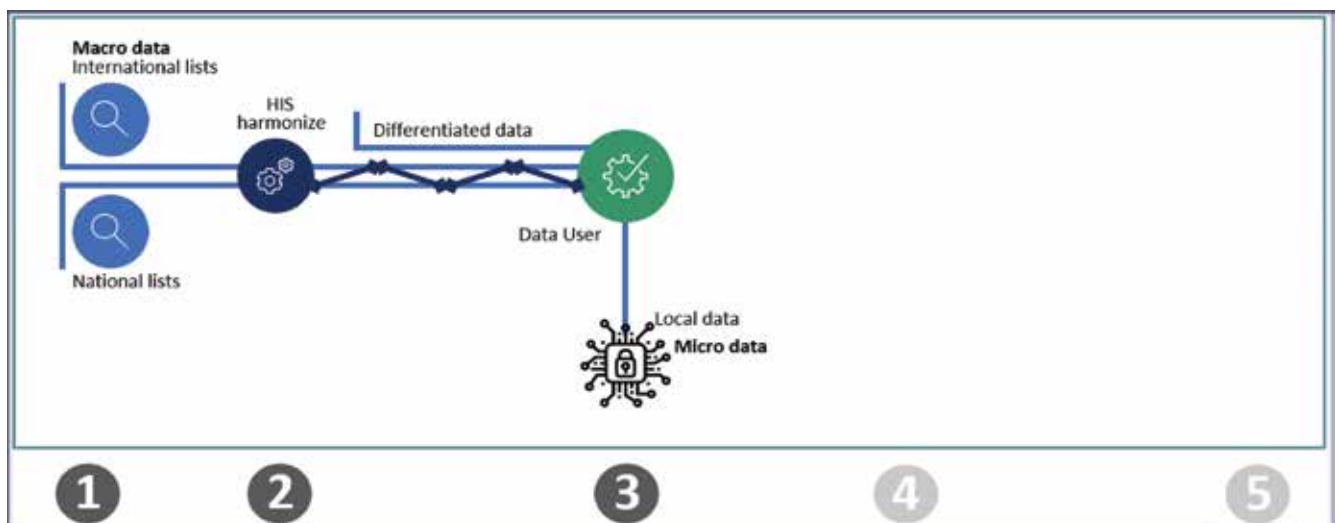 Macro data
International lists
HIS
harmonize
Differentiated data
Data User
National lists
Local data
Micro data
1
2
3
4
5